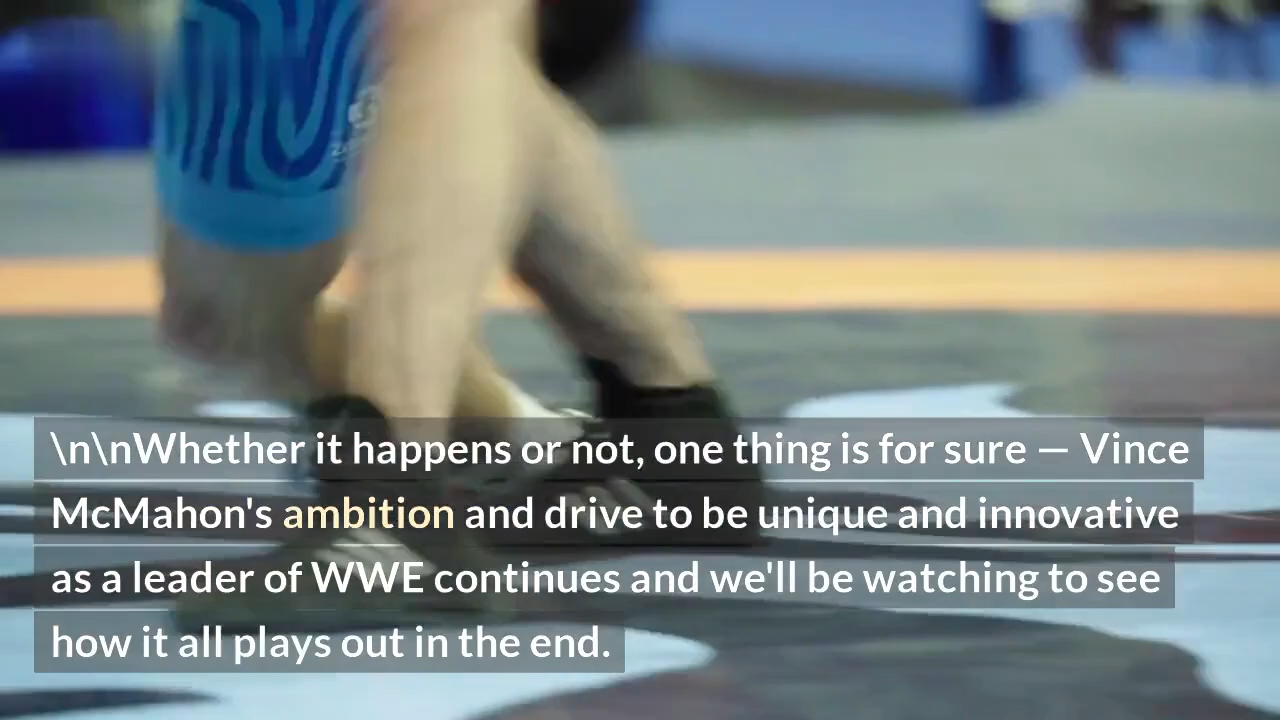 \n\nWhether it happens or not, one thing is for sure — Vince
McMahon's ambition and drive to be unique and innovative
as a leader of WWE continues and we'll be watching to see
how it all plays out in the end.